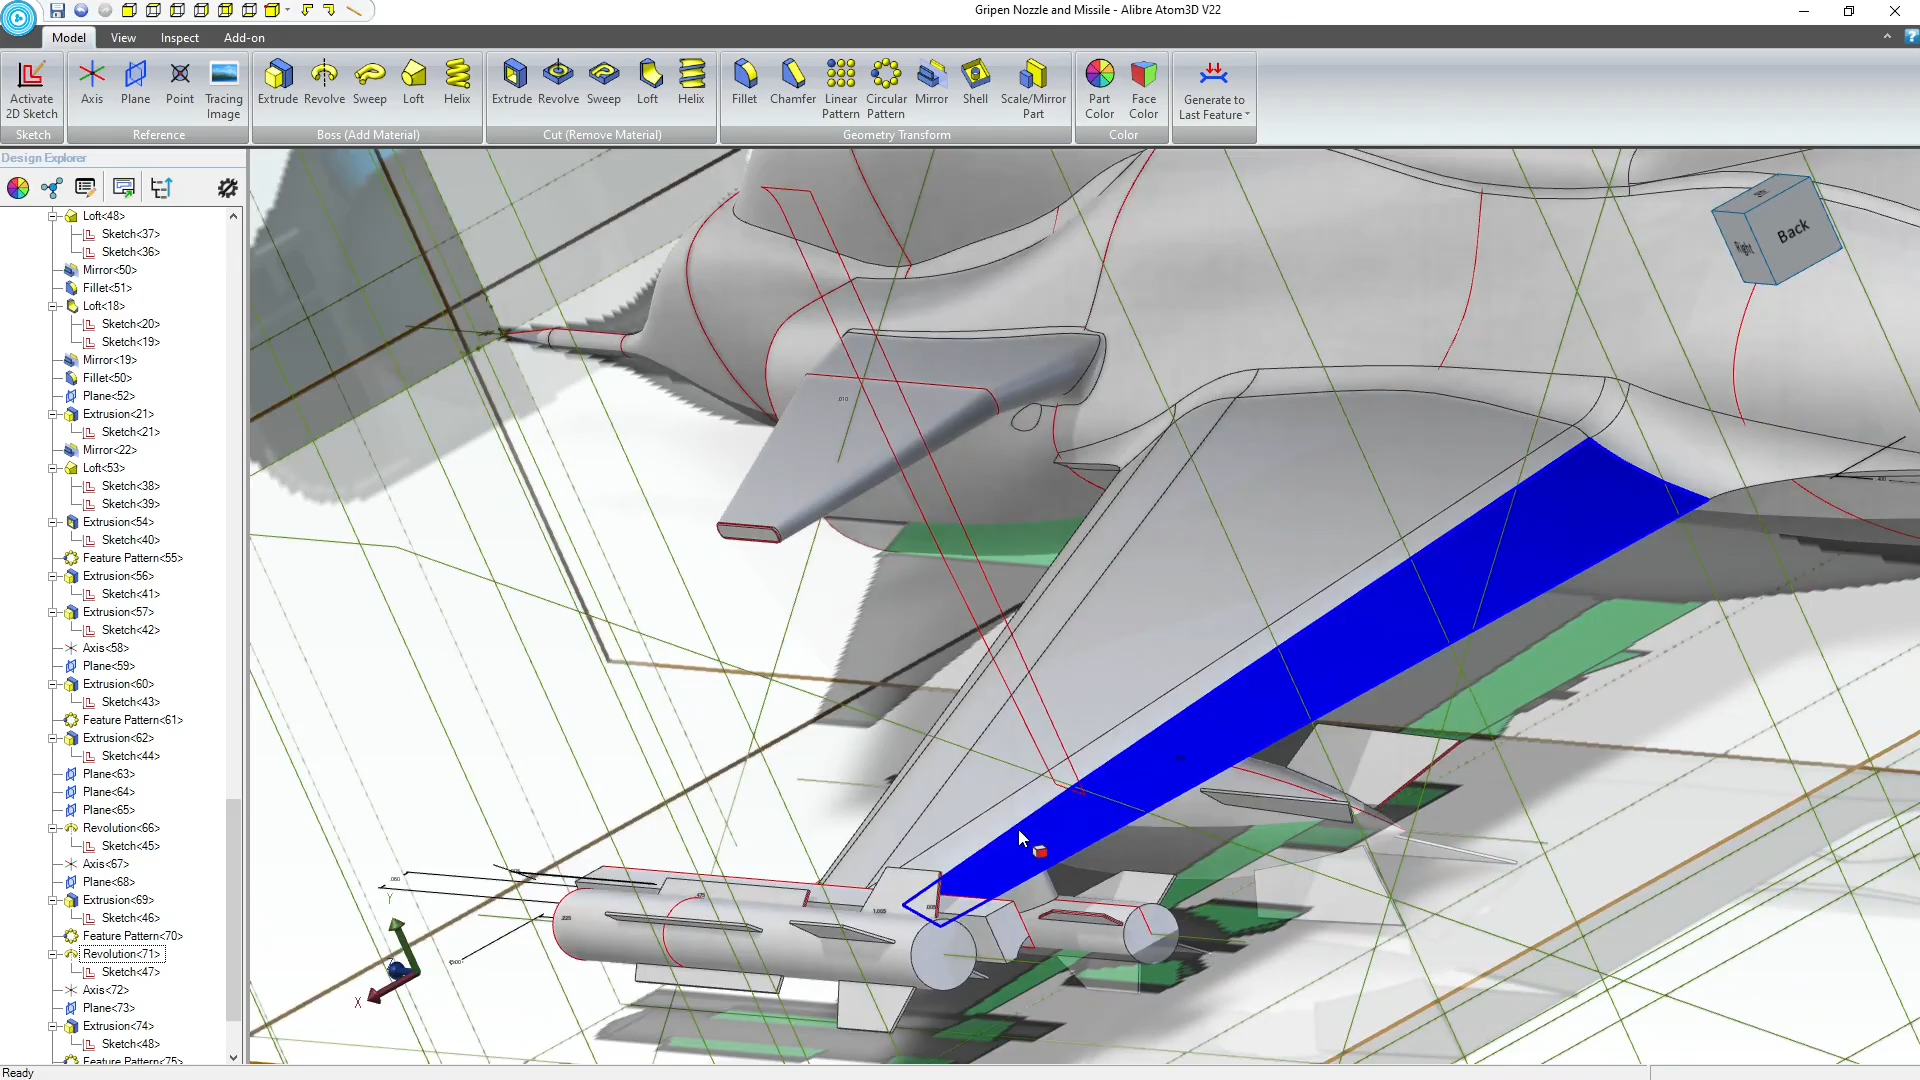 Gripen Nozzle and Missile - Alibre Atom3D V22
Model View Inspect Add-on
Activate 2D Sketch
Axis Plane Point Tracing Image
Extrude Revolve Sweep Loft Helix
Extrude Revolve Sweep Loft Helix
Fillet Chamfer Linear Pattern Circular Pattern Mirror Shell Scale/Mirror Part
Part Color Face Color
Generate to Last Feature
Sketch Reference Boss (Add Material) Cut (Remove Material) Geometry Transform Color
Design Explorer
Loft<48>
Sketch<37>
Sketch<36>
Mirror<50>
Fillet<51>
Loft<18>
Sketch<20>
Sketch<19>
Mirror<19>
Fillet<50>
Plane<52>
Extrusion<21>
Sketch<21>
Mirror<22>
Loft<53>
Sketch<38>
Sketch<39>
Extrusion<54>
Sketch<40>
Feature Pattern<55>
Extrusion<56>
Sketch<41>
Extrusion<57>
Sketch<42>
Axis<58>
Plane<59>
Extrusion<60>
Sketch<43>
Feature Pattern<61>
Extrusion<62>
Sketch<44>
Plane<63>
Plane<64>
Plane<65>
Revolution<66>
Sketch<45>
Axis<67>
Plane<68>
Extrusion<69>
Sketch<46>
Feature Pattern<70>
Revolution<71>
Sketch<47>
Axis<72>
Plane<73>
Extrusion<74>
Sketch<48>
Feature Pattern<75>
Right Back
.010
.060
.225
1.005
Y
X
Ready